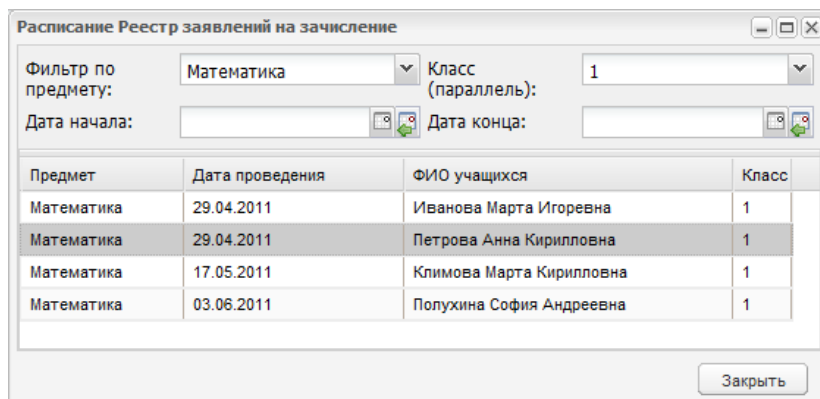 Расписание Реестр заявлений на зачисление
Фильтр по предмету: Математика Класс (параллель): 1
Дата начала: Дата конца:
Предмет Дата проведения ФИО учащихся Класс
Математика 29.04.2011 Иванова Марта Игоревна 1
Математика 29.04.2011 Петрова Анна Кирилловна 1
Математика 17.05.2011 Климова Марта Кирилловна 1
Математика 03.06.2011 Полухина София Андреевна 1
Закрыть